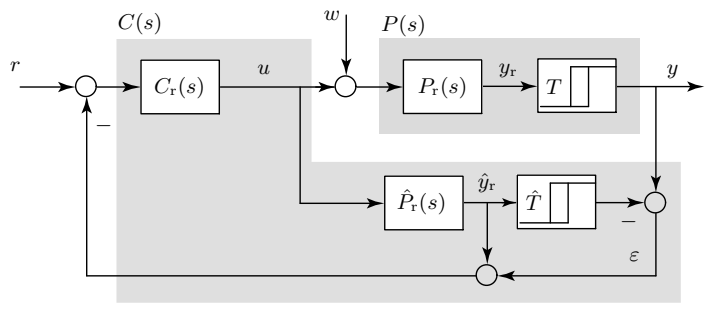 C(s)
w
P(s)
r
u
y_r
y
C_r(s)
P_r(s)
T
−
ŷ_r
P̂_r(s)
T̂
−
ε